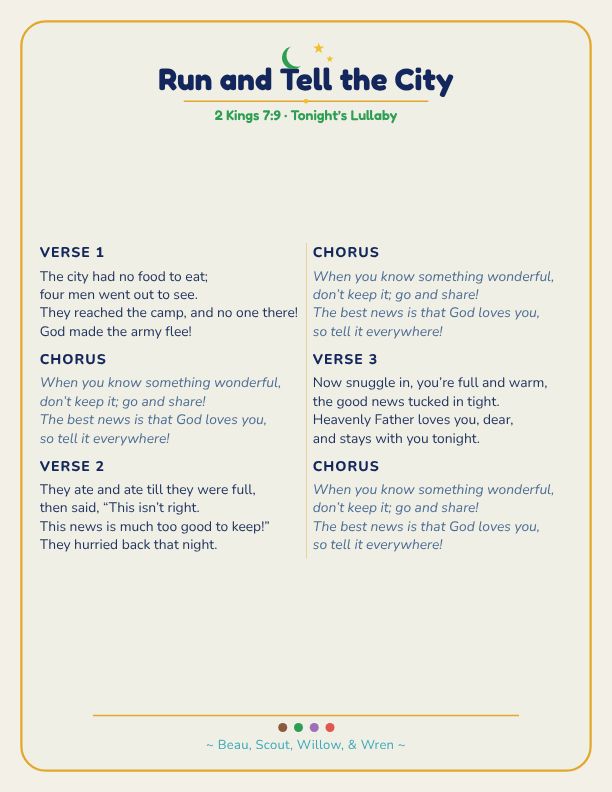 Run and Tell the City
2 Kings 7:9 · Tonight's Lullaby
VERSE 1
The city had no food to eat;
four men went out to see.
They reached the camp, and no one there!
God made the army flee!
CHORUS
When you know something wonderful,
don't keep it; go and share!
The best news is that God loves you,
so tell it everywhere!
VERSE 2
They ate and ate till they were full,
then said, “This isn't right.
This news is much too good to keep!”
They hurried back that night.
CHORUS
When you know something wonderful,
don't keep it; go and share!
The best news is that God loves you,
so tell it everywhere!
VERSE 3
Now snuggle in, you're full and warm,
the good news tucked in tight.
Heavenly Father loves you, dear,
and stays with you tonight.
CHORUS
When you know something wonderful,
don't keep it; go and share!
The best news is that God loves you,
so tell it everywhere!
~ Beau, Scout, Willow, & Wren ~